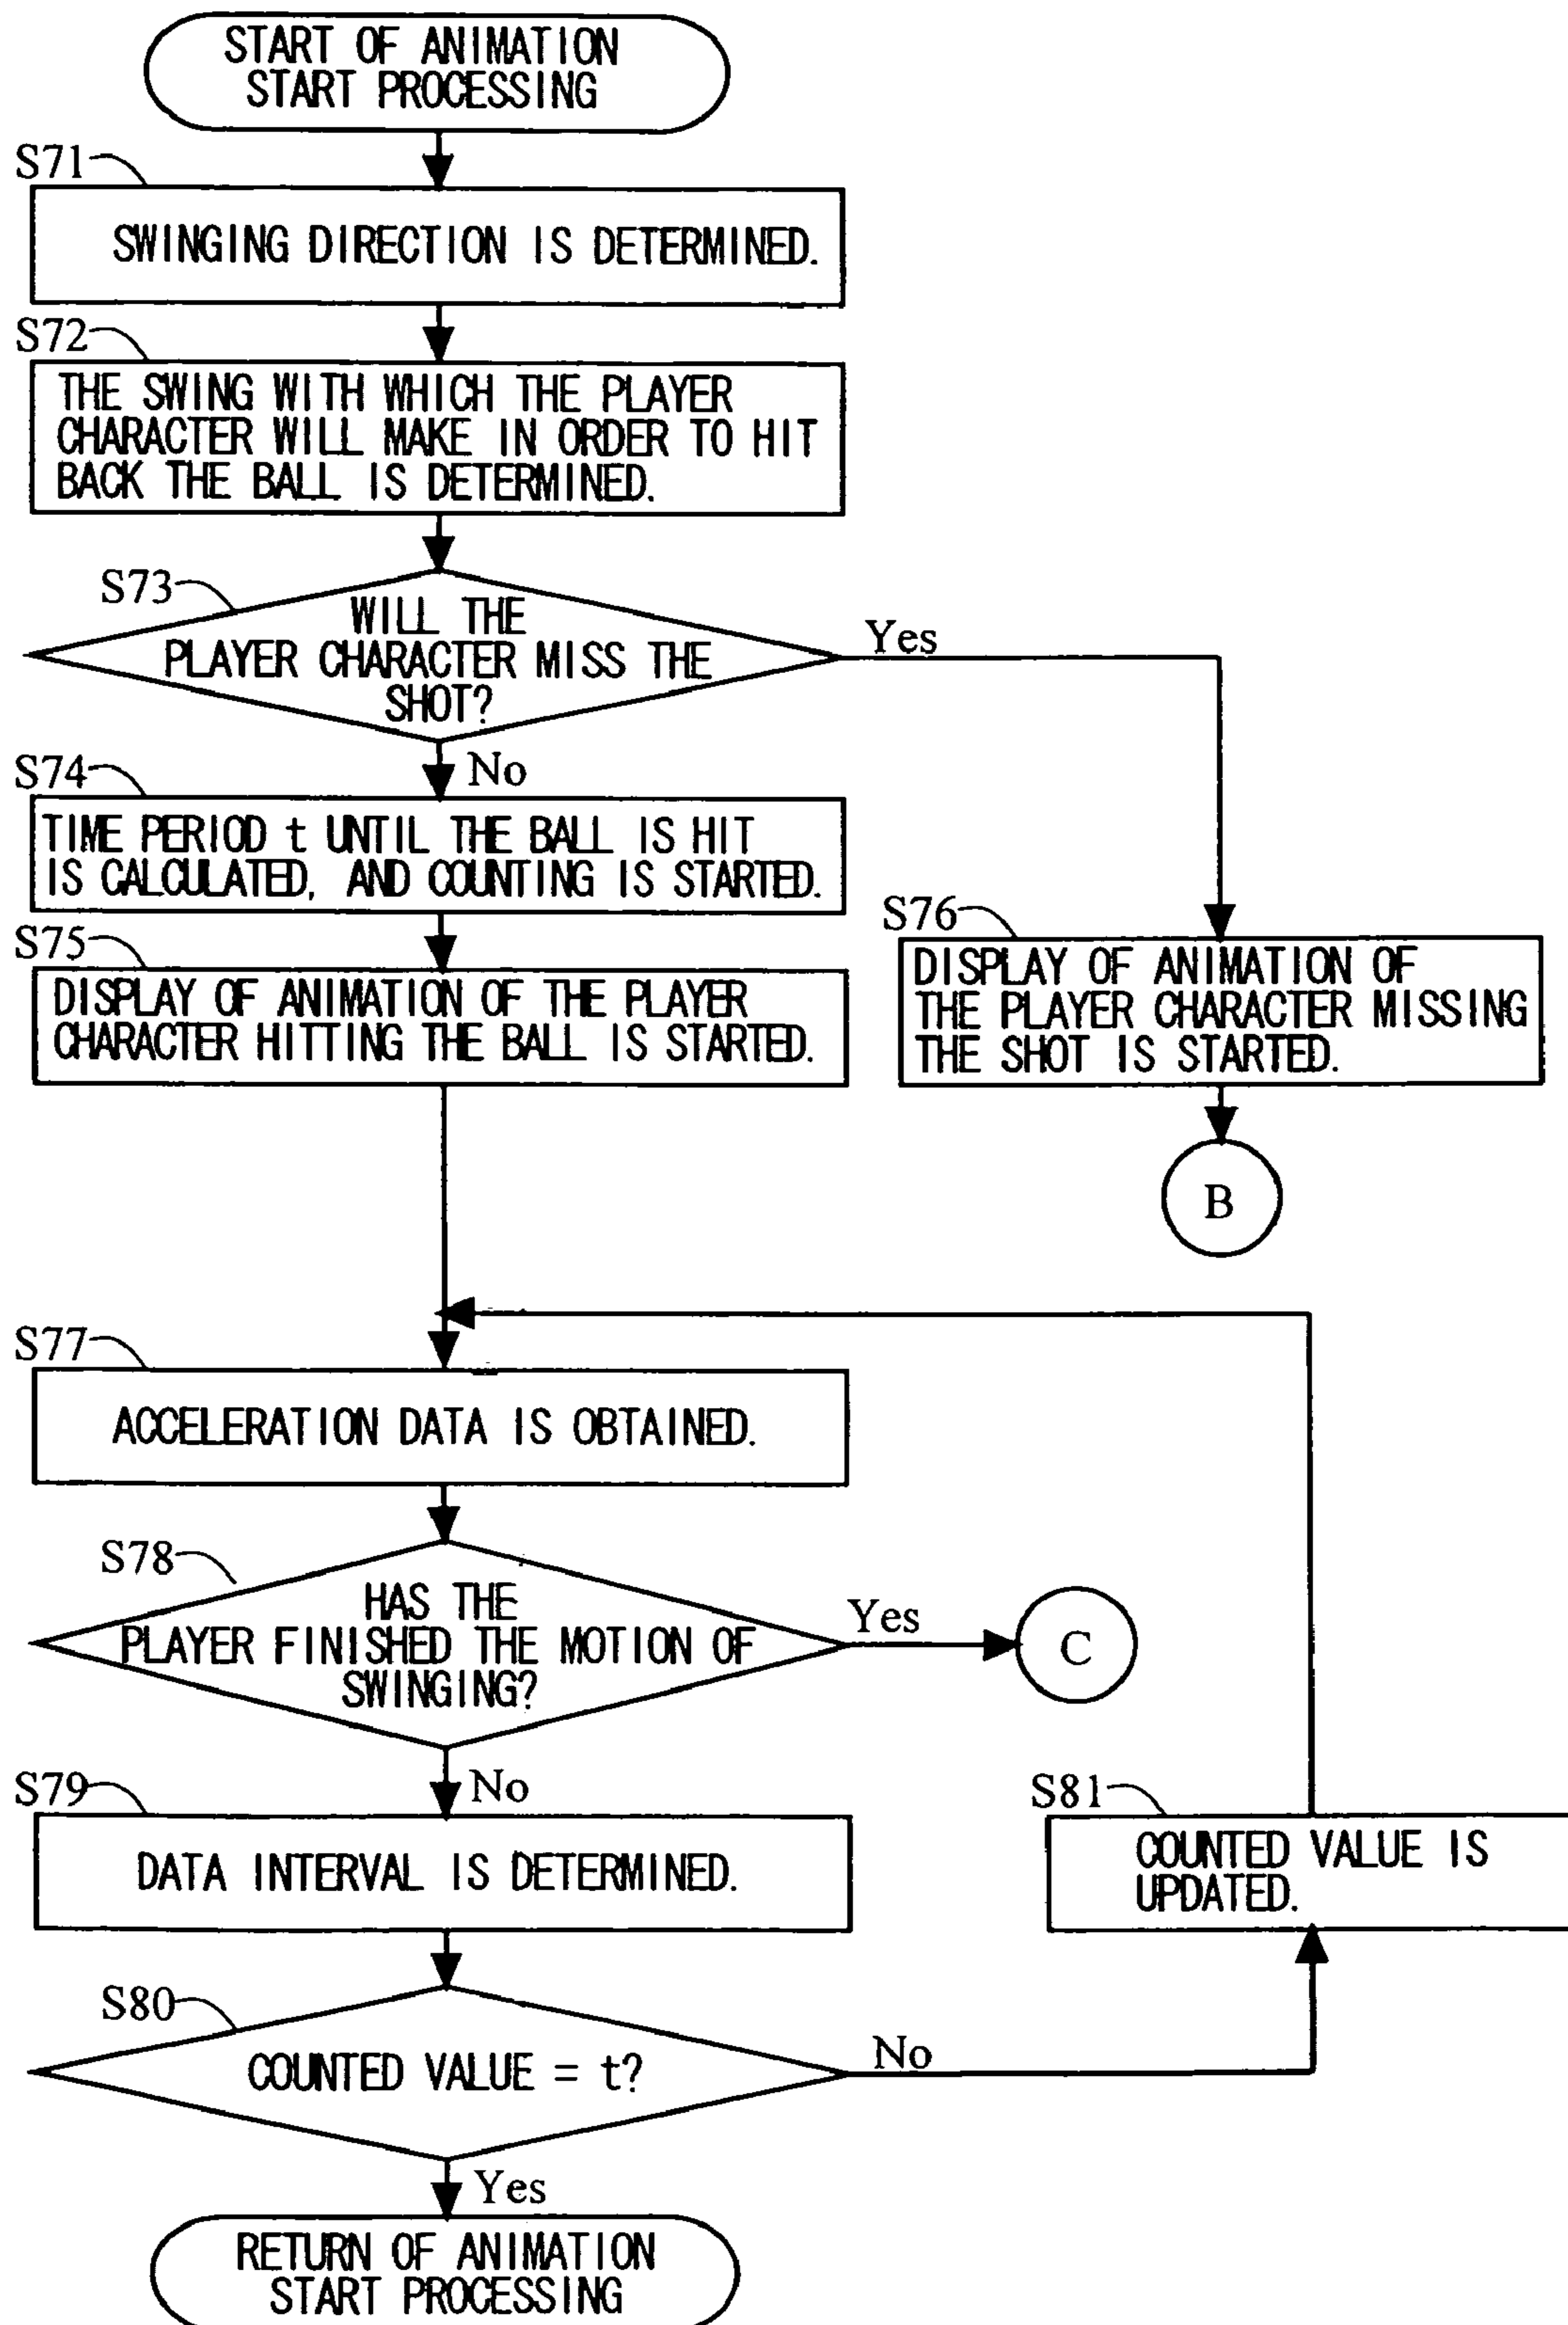 START OF ANIMATION
START PROCESSING
S71
SWINGING DIRECTION IS DETERMINED.
S72
THE SWING WITH WHICH THE PLAYER
CHARACTER WILL MAKE IN ORDER TO HIT
BACK THE BALL IS DETERMINED.
S73
WILL THE
PLAYER CHARACTER MISS THE
SHOT?
Yes
No
S74
TIME PERIOD t UNTIL THE BALL IS HIT
IS CALCULATED, AND COUNTING IS STARTED.
S75
DISPLAY OF ANIMATION OF THE PLAYER
CHARACTER HITTING THE BALL IS STARTED.
S76
DISPLAY OF ANIMATION OF
THE PLAYER CHARACTER MISSING
THE SHOT IS STARTED.
B
S77
ACCELERATION DATA IS OBTAINED.
S78
HAS THE
PLAYER FINISHED THE MOTION OF
SWINGING?
Yes
C
No
S79
DATA INTERVAL IS DETERMINED.
S81
COUNTED VALUE IS
UPDATED.
S80
COUNTED VALUE = t?
No
Yes
RETURN OF ANIMATION
START PROCESSING